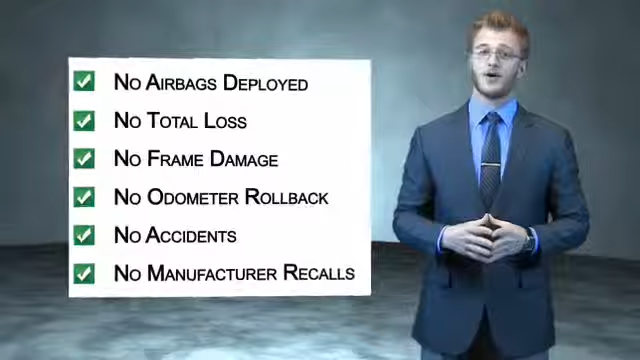 No Airbags Deployed
No Total Loss
No Frame Damage
No Odometer Rollback
No Accidents
No Manufacturer Recalls